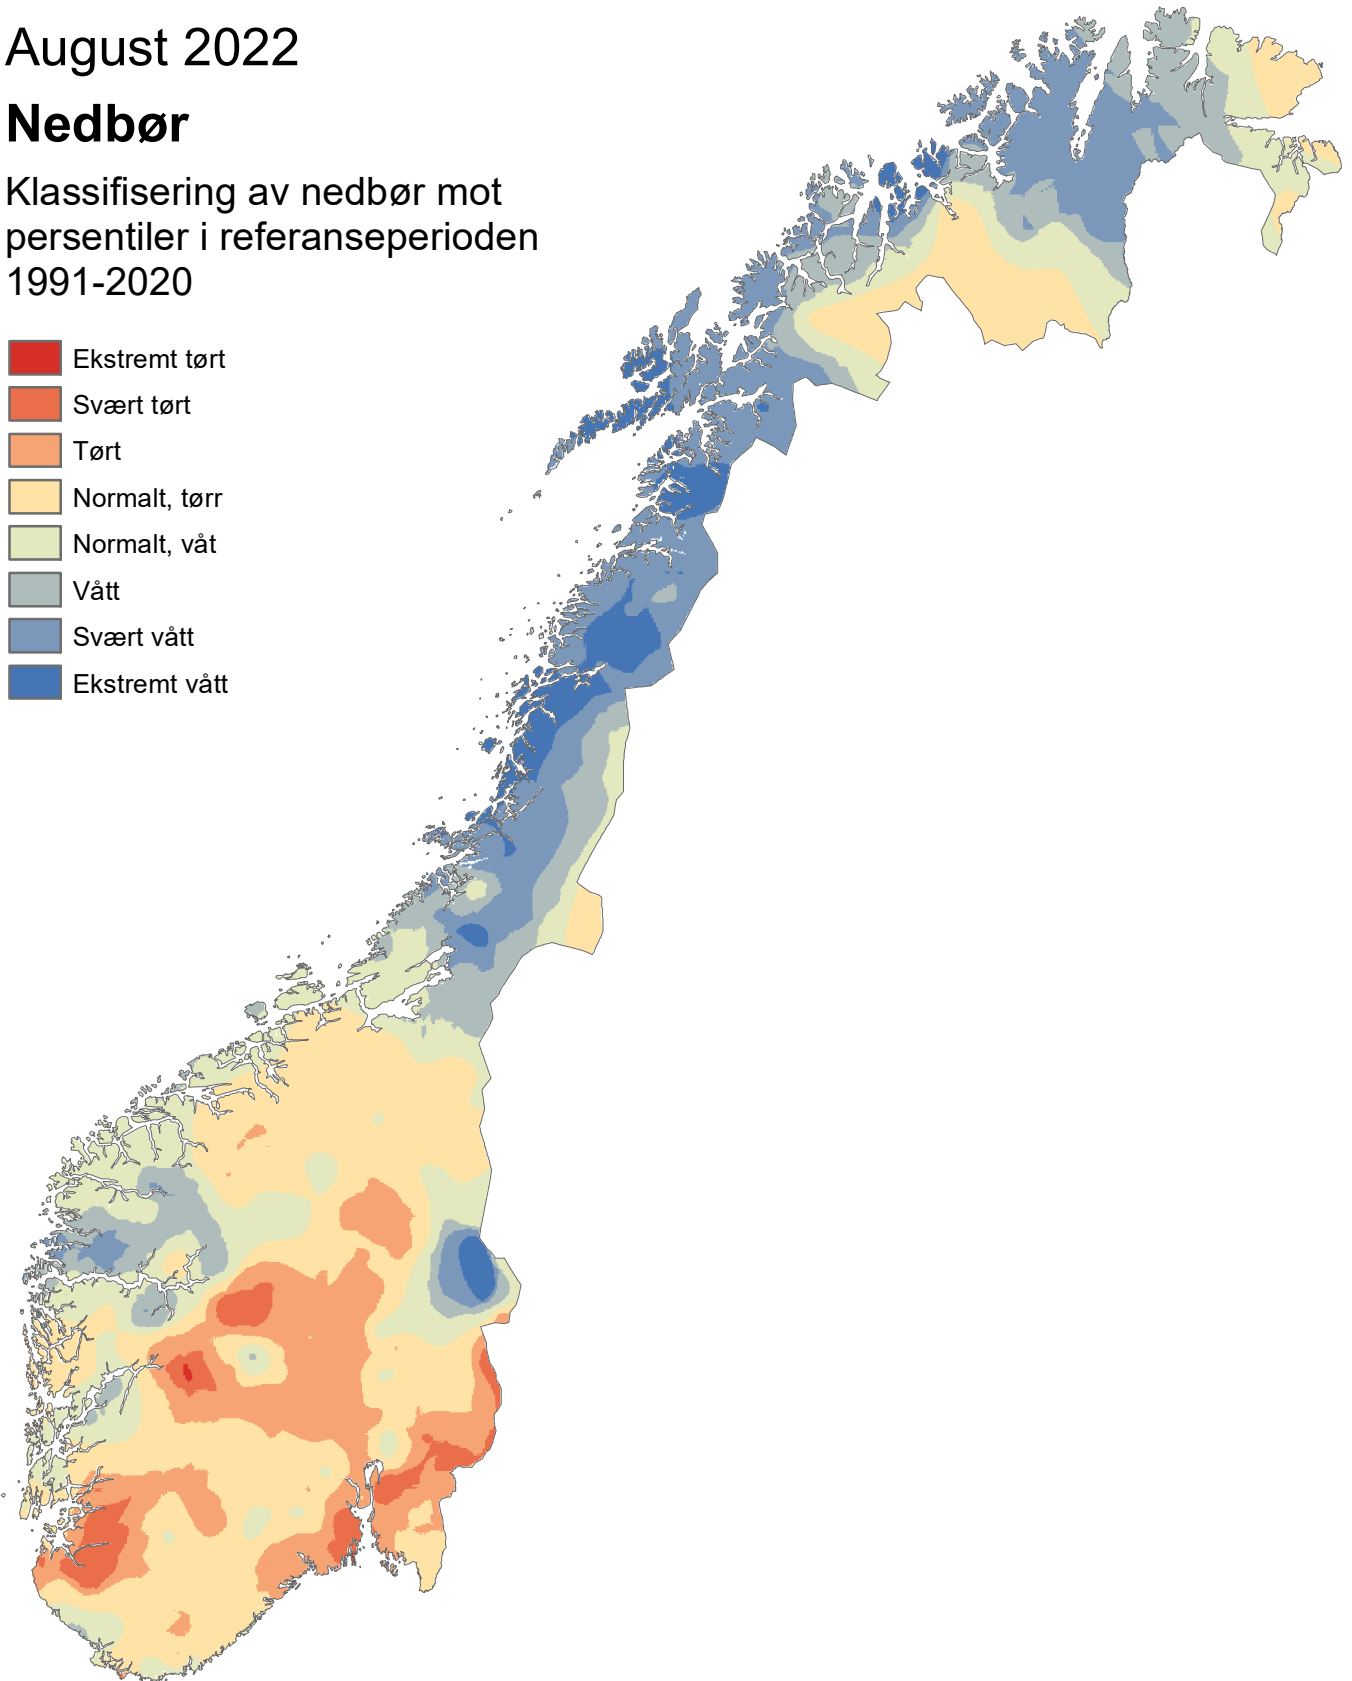 August 2022
Nedbør
Klassifisering av nedbør mot
persentiler i referanseperioden
1991-2020
Ekstremt tørt
Svært tørt
Tørt
Normalt, tørr
Normalt, våt
Vått
Svært vått
Ekstremt vått